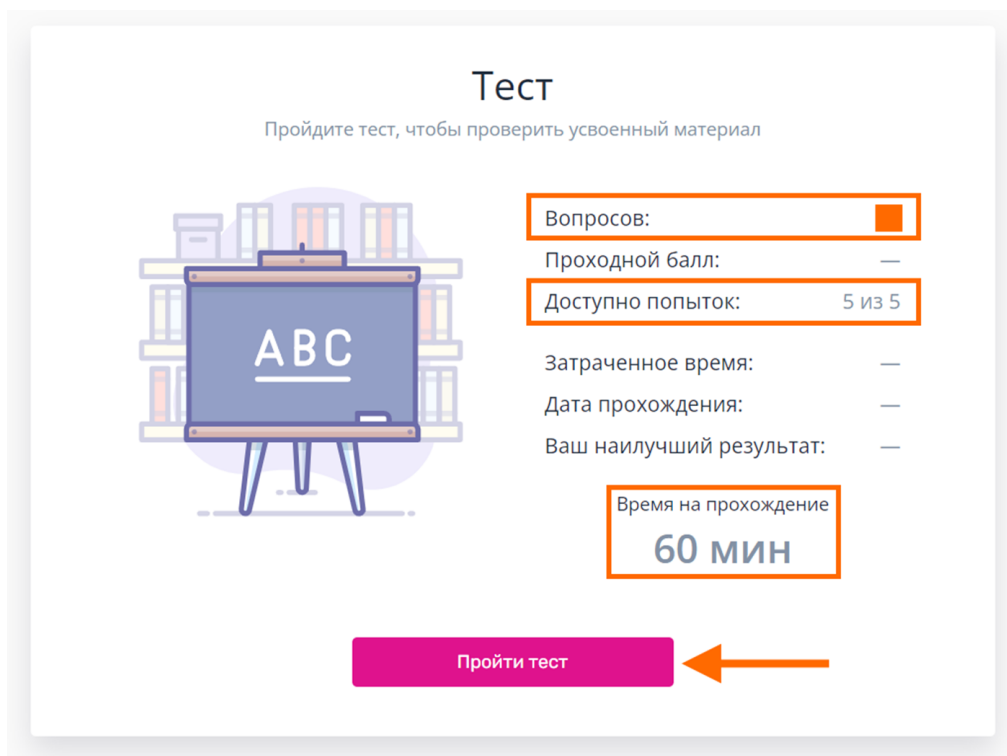 Тест
Пройдите тест, чтобы проверить усвоенный материал
ABC
Вопросов:
Проходной балл: —
Доступно попыток: 5 из 5
Затраченное время: —
Дата прохождения: —
Ваш наилучший результат: —
Время на прохождение
60 мин
Пройти тест